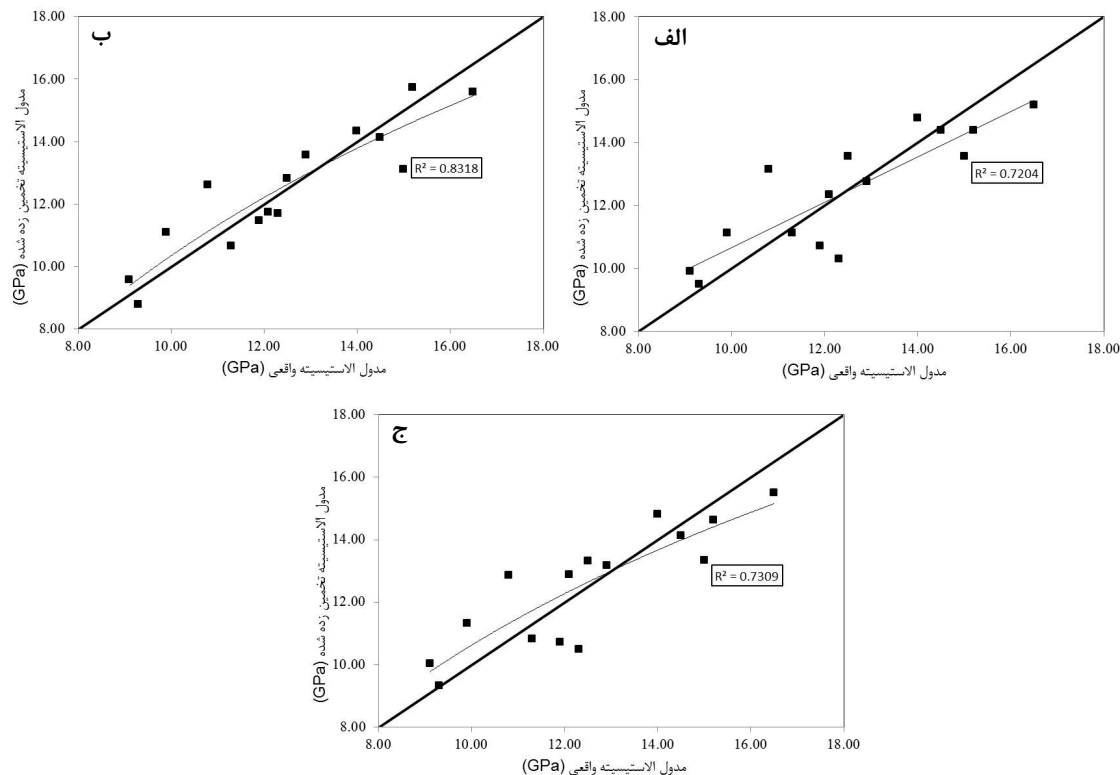 الف
18.00
16.00
14.00
12.00
10.00
8.00
مدول الاستیسیته تخمین زده شده (GPa)
R² = 0.7204
8.00 10.00 12.00 14.00 16.00 18.00
مدول الاستیسیته واقعی (GPa)
ب
18.00
16.00
14.00
12.00
10.00
8.00
مدول الاستیسیته تخمین زده شده (GPa)
R² = 0.8318
8.00 10.00 12.00 14.00 16.00 18.00
مدول الاستیسیته واقعی (GPa)
ج
18.00
16.00
14.00
12.00
10.00
8.00
مدول الاستیسیته تخمین زده شده (GPa)
R² = 0.7309
8.00 10.00 12.00 14.00 16.00 18.00
مدول الاستیسیته واقعی (GPa)